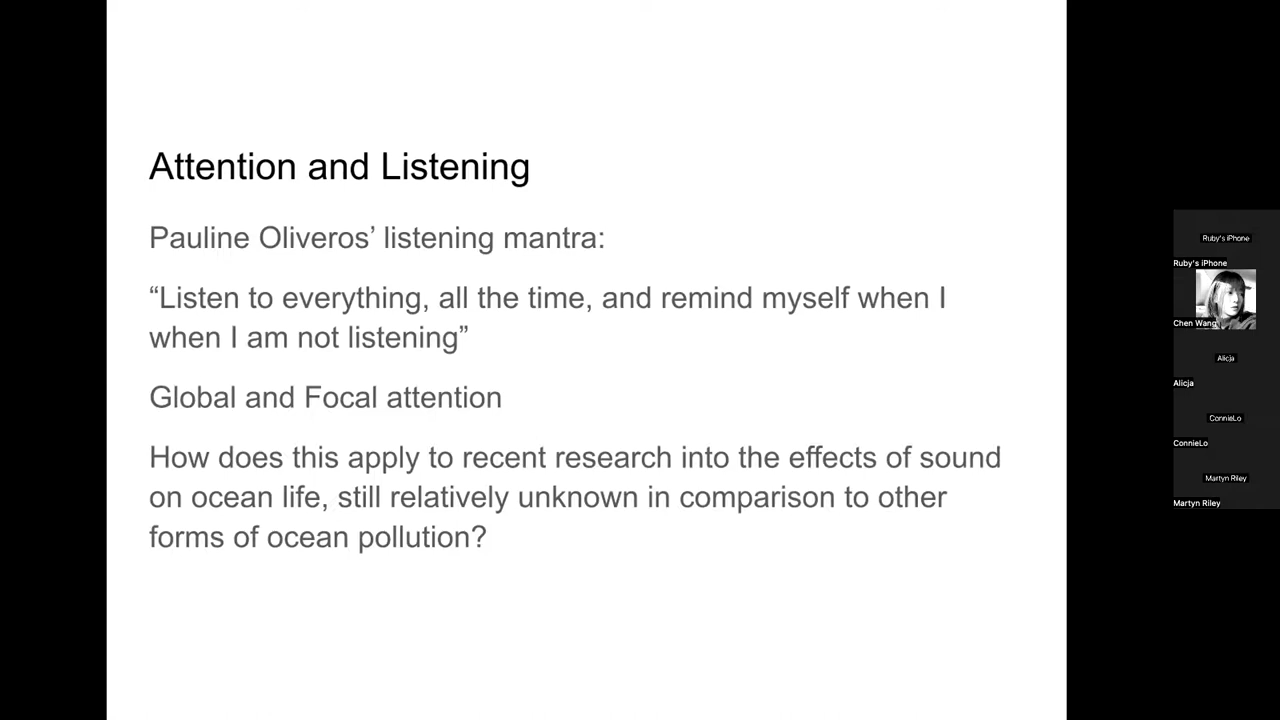 Attention and Listening
Pauline Oliveros’ listening mantra:
“Listen to everything, all the time, and remind myself when I
when I am not listening”
Global and Focal attention
How does this apply to recent research into the effects of sound
on ocean life, still relatively unknown in comparison to other
forms of ocean pollution?
Ruby's iPhone
Ruby's iPhone
Chen Wang
Alicja
Alicja
ConnieLo
ConnieLo
Martyn Riley
Martyn Riley